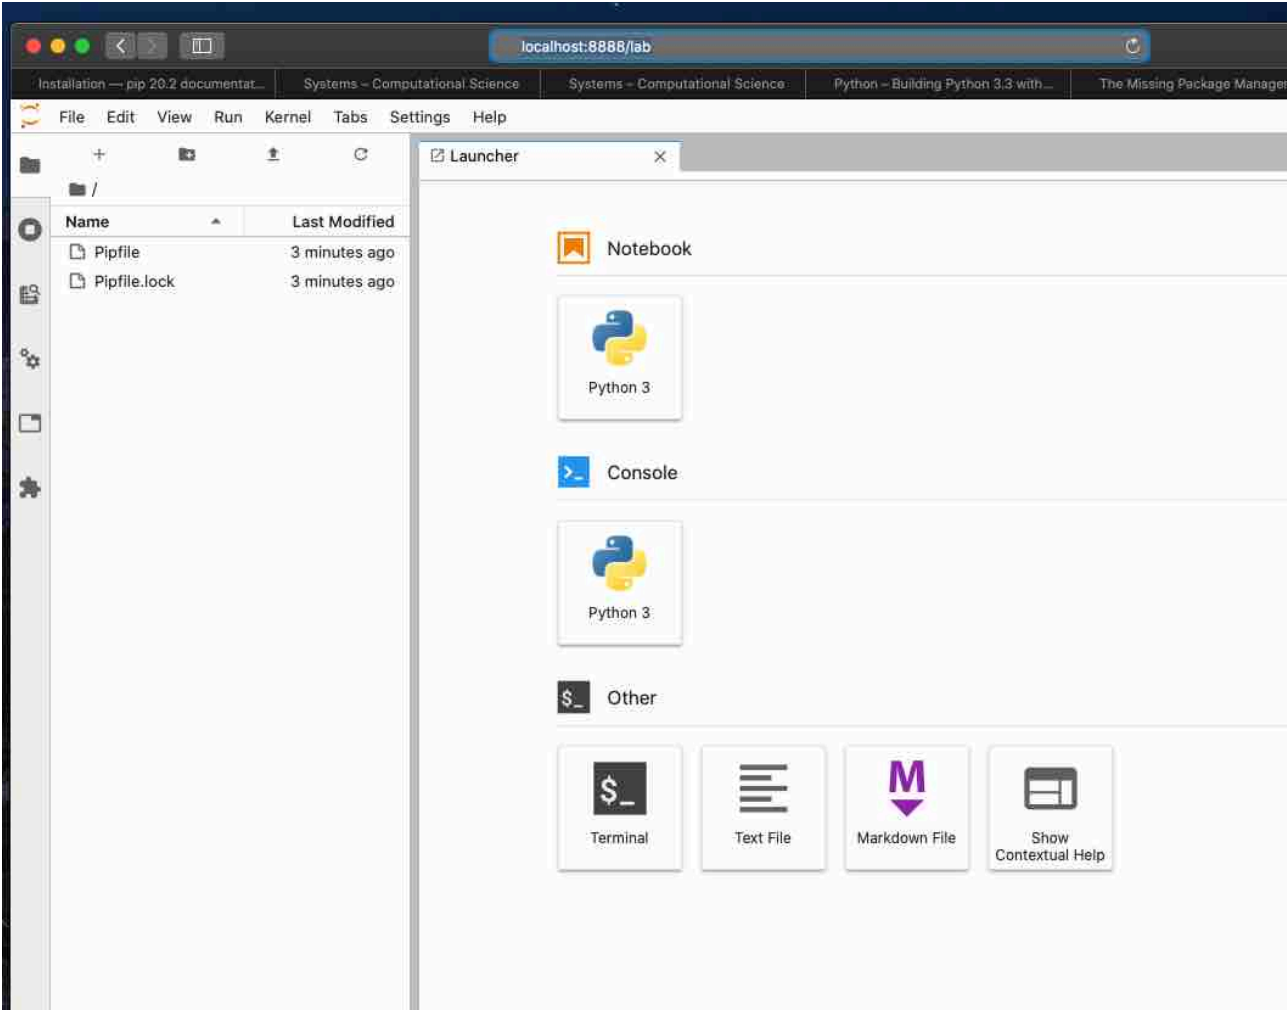 localhost:8888/lab
Installation — pip 20.2 documentat...
Systems – Computational Science
Systems – Computational Science
Python – Building Python 3.3 with...
The Missing Package Manager
File Edit View Run Kernel Tabs Settings Help
Launcher
/
Name Last Modified
Pipfile 3 minutes ago
Pipfile.lock 3 minutes ago
Notebook
Python 3
>_ Console
Python 3
$_ Other
$_
Terminal
Text File
M
Markdown File
Show
Contextual Help